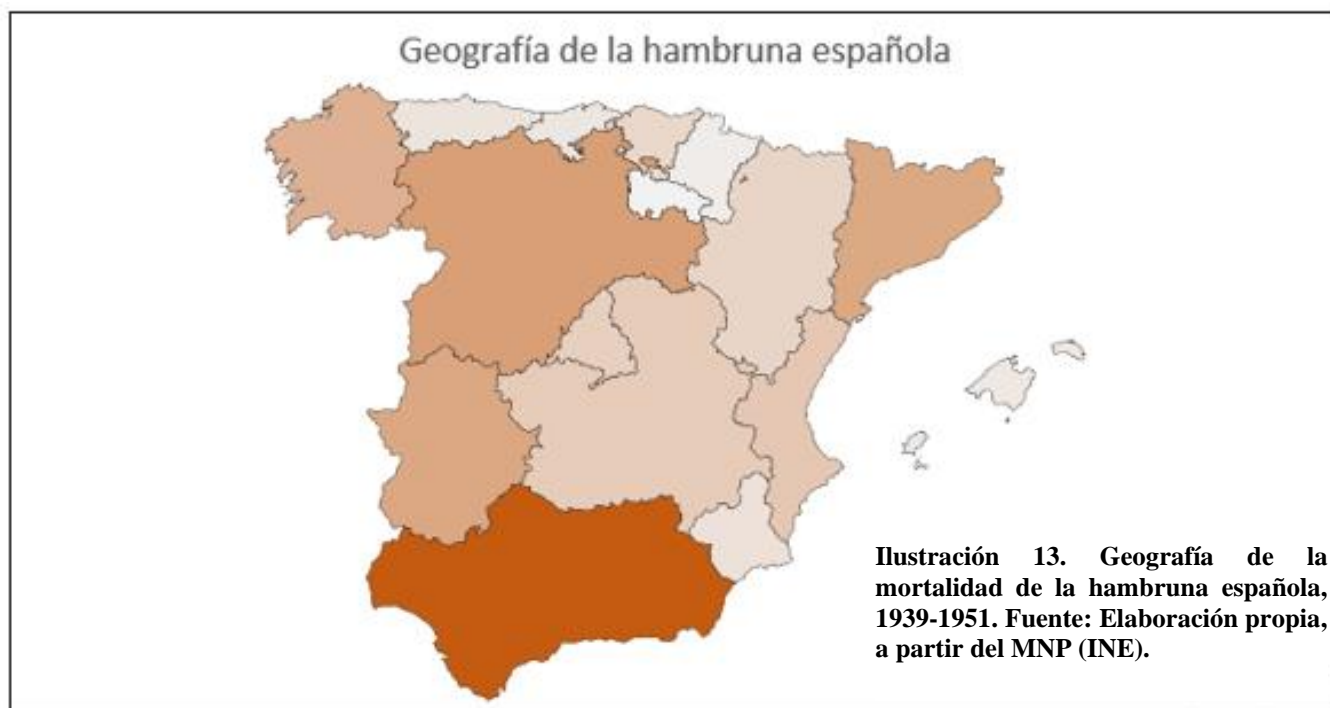 Geografía de la hambruna española
Ilustración 13. Geografía de la
mortalidad de la hambruna española,
1939-1951. Fuente: Elaboración propia,
a partir del MNP (INE).